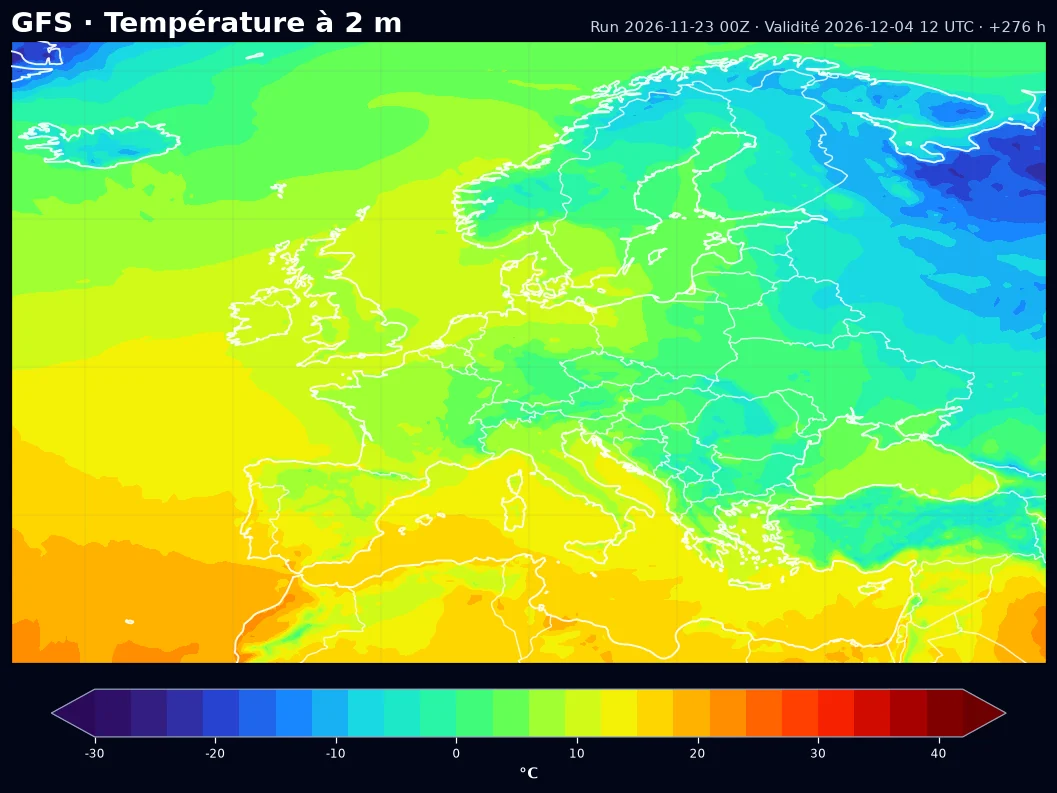 GFS · Température à 2 m
Run 2026-11-23 00Z · Validité 2026-12-04 12 UTC · +276 h
-30 -20 -10 0 10 20 30 40
°C